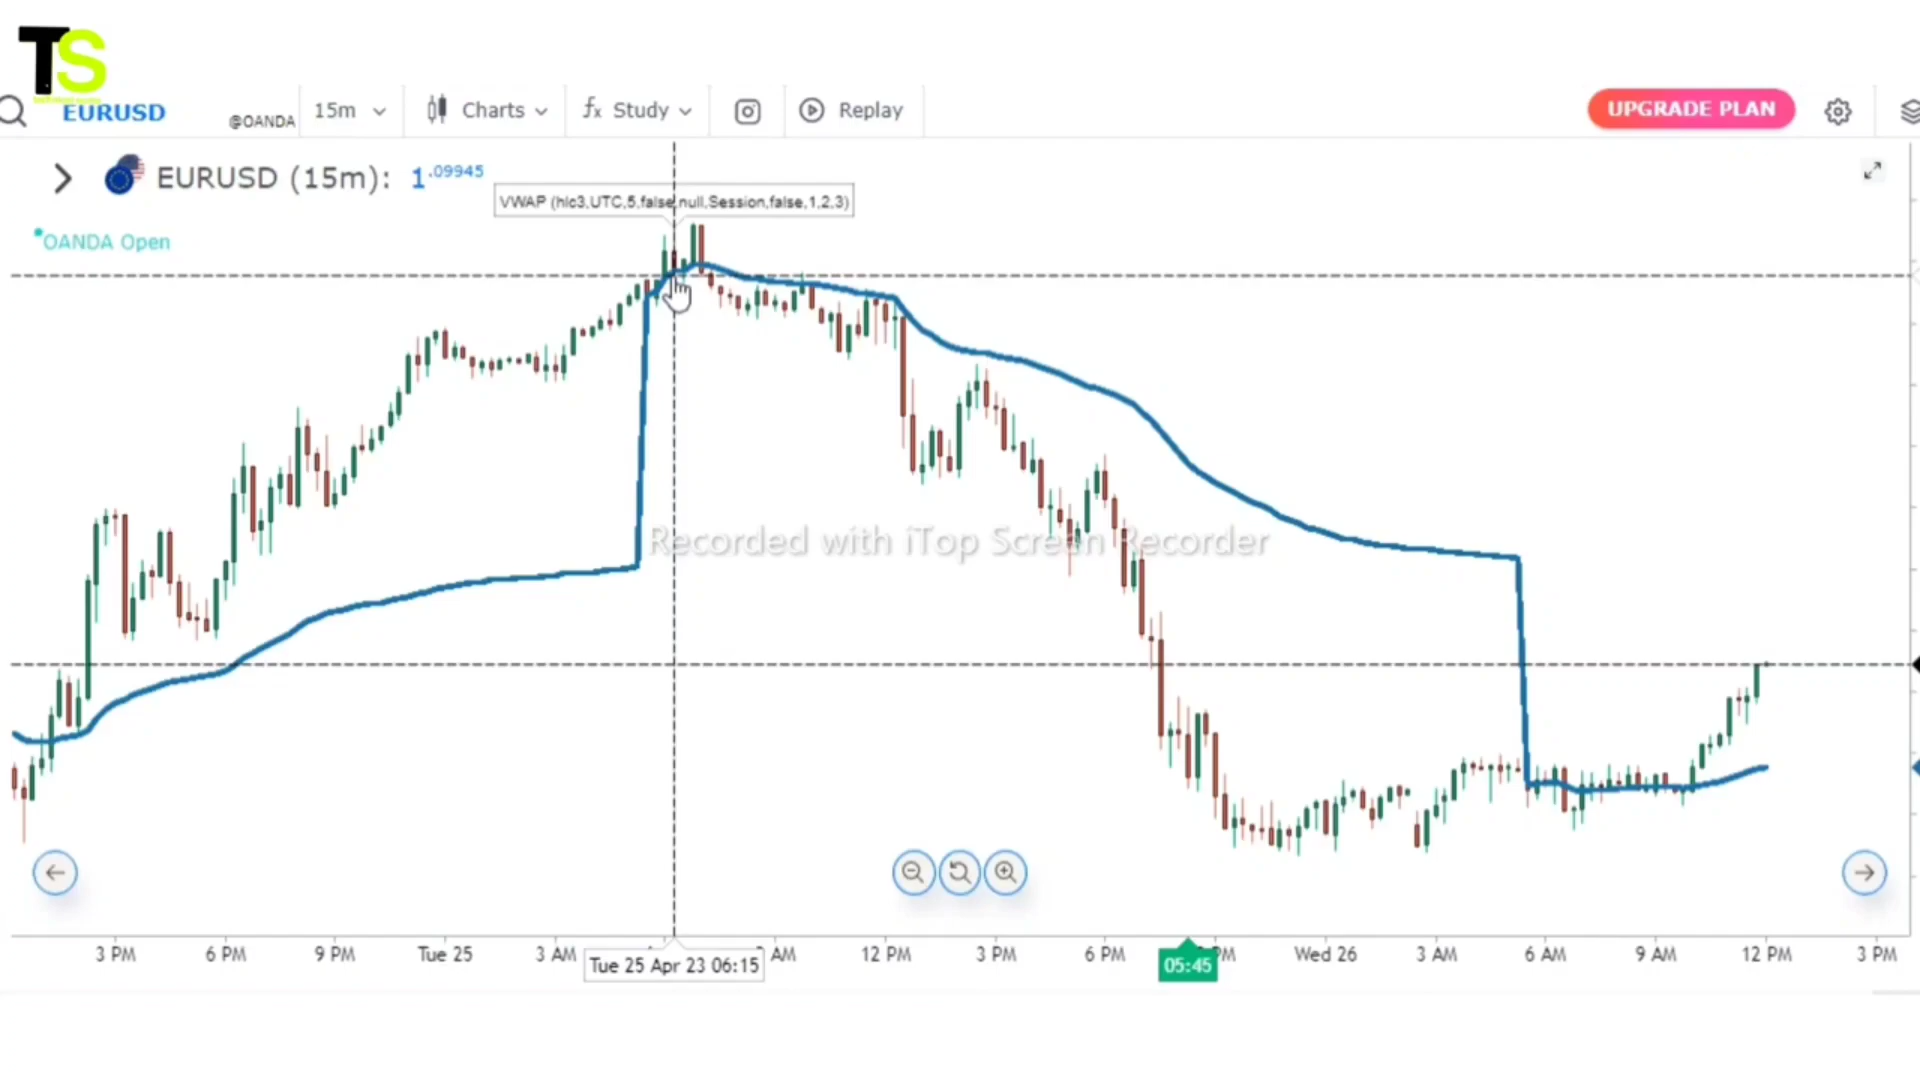 TS
EURUSD
@OANDA
15m
Charts
fx Study
Replay
UPGRADE PLAN
EURUSD (15m): 1.09945
VWAP (hlc3,UTC,5,false,null,Session,false,1,2,3)
OANDA Open
Recorded with iTop Screen Recorder
3 PM
6 PM
9 PM
Tue 25
3 AM
Tue 25 Apr 23 06:15
AM
12 PM
3 PM
6 PM
05:45
PM
Wed 26
3 AM
6 AM
9 AM
12 PM
3 PM